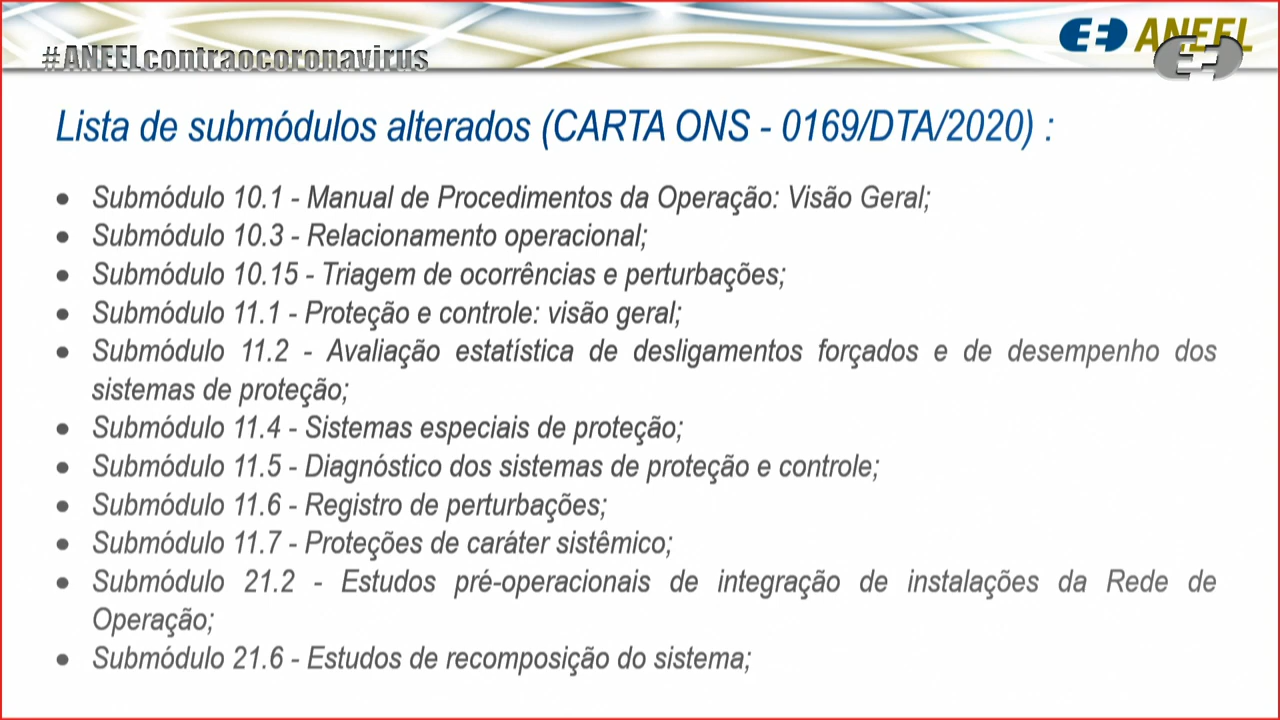 #ANEELcontraocoronavirus
ANEEL
Lista de submódulos alterados (CARTA ONS - 0169/DTA/2020) :
• Submódulo 10.1 - Manual de Procedimentos da Operação: Visão Geral;
• Submódulo 10.3 - Relacionamento operacional;
• Submódulo 10.15 - Triagem de ocorrências e perturbações;
• Submódulo 11.1 - Proteção e controle: visão geral;
• Submódulo 11.2 - Avaliação estatística de desligamentos forçados e de desempenho dos
sistemas de proteção;
• Submódulo 11.4 - Sistemas especiais de proteção;
• Submódulo 11.5 - Diagnóstico dos sistemas de proteção e controle;
• Submódulo 11.6 - Registro de perturbações;
• Submódulo 11.7 - Proteções de caráter sistêmico;
• Submódulo 21.2 - Estudos pré-operacionais de integração de instalações da Rede de
Operação;
• Submódulo 21.6 - Estudos de recomposição do sistema;